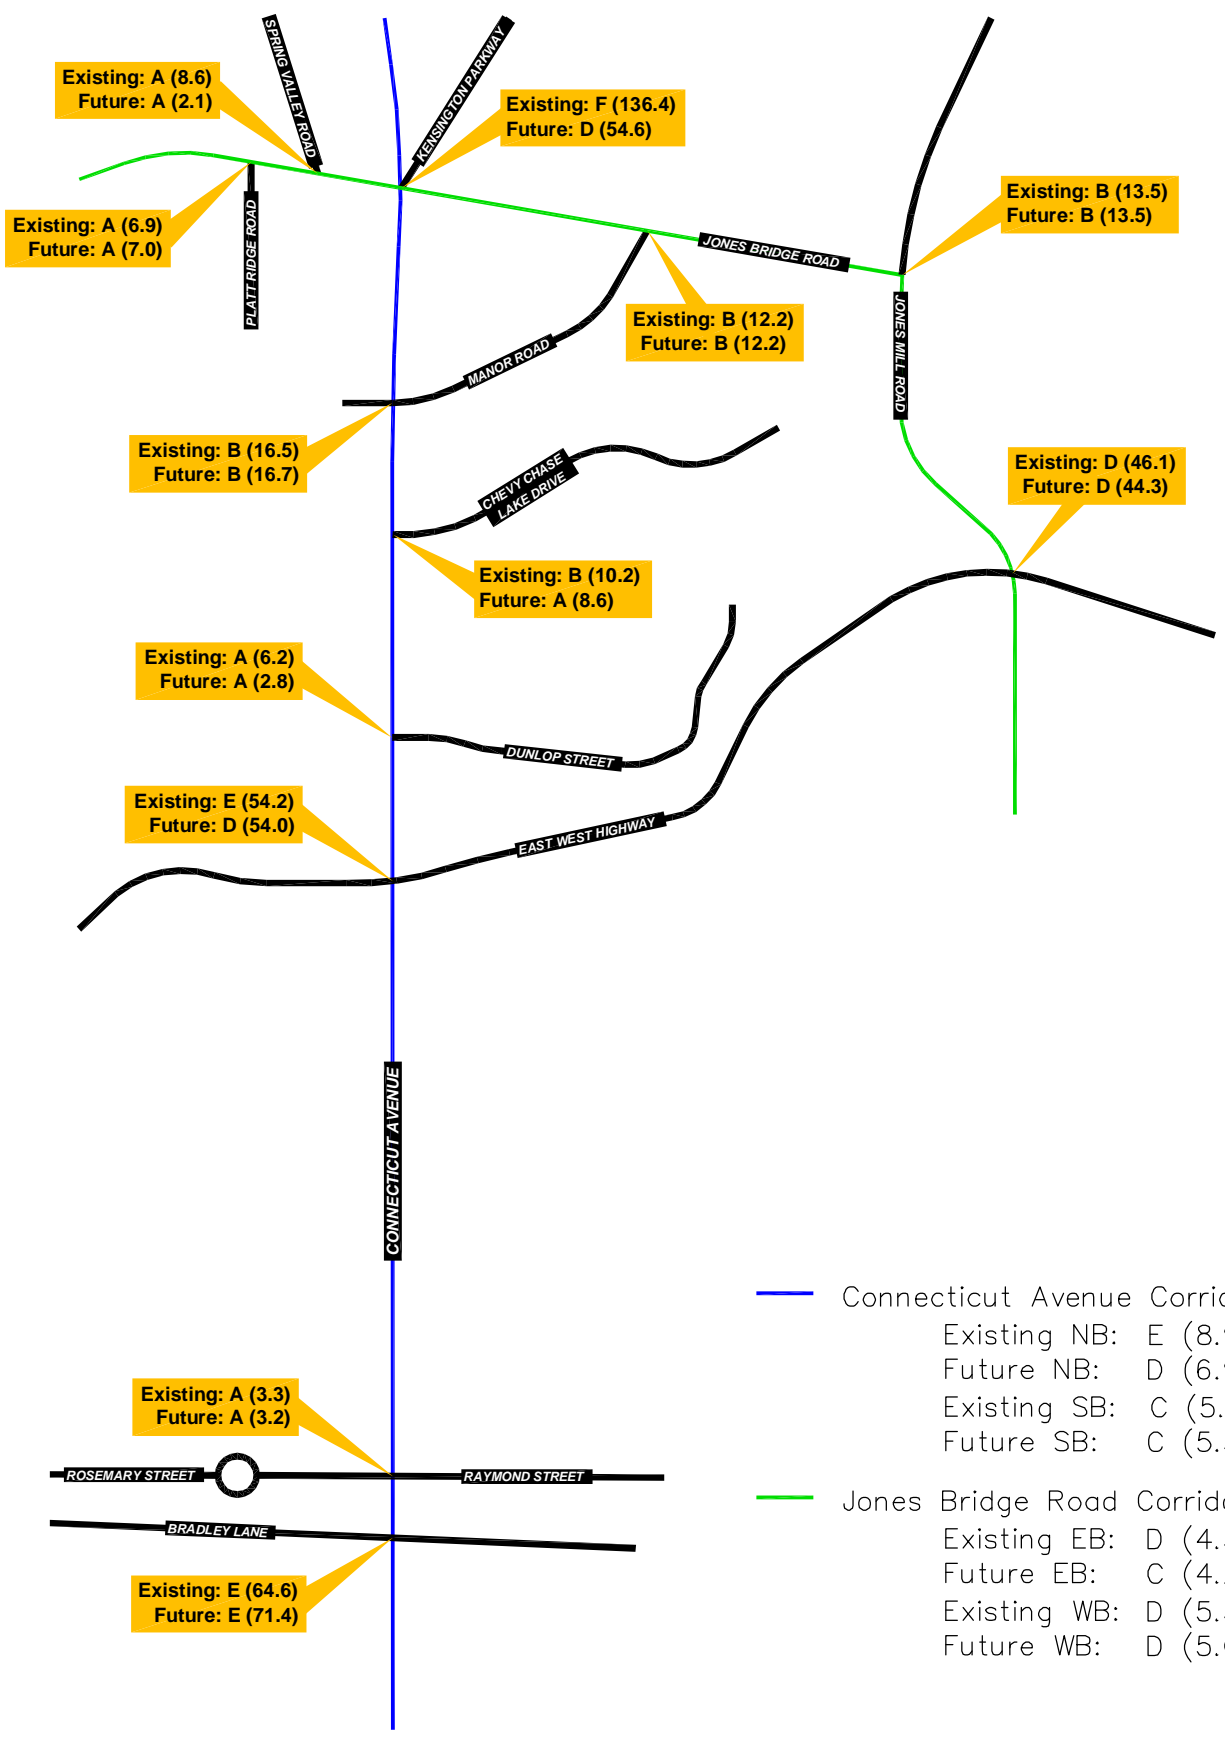 SPRING VALLEY ROAD
KENSINGTON PARKWAY
Existing: A (8.6)
Future: A (2.1)
Existing: F (136.4)
Future: D (54.6)
Existing: A (6.9)
Future: A (7.0)
PLATT RIDGE ROAD
JONES BRIDGE ROAD
Existing: B (13.5)
Future: B (13.5)
Existing: B (12.2)
Future: B (12.2)
JONES MILL ROAD
MANOR ROAD
Existing: B (16.5)
Future: B (16.7)
CHEVY CHASE
LAKE DRIVE
Existing: D (46.1)
Future: D (44.3)
Existing: B (10.2)
Future: A (8.6)
Existing: A (6.2)
Future: A (2.8)
DUNLOP STREET
Existing: E (54.2)
Future: D (54.0)
EAST WEST HIGHWAY
CONNECTICUT AVENUE
Connecticut Avenue
Existing NB: E
Future NB: D
Existing SB: C
Future SB: C
Existing: A (3.3)
Future: A (3.2)
ROSEMARY STREET
RAYMOND STREET
BRADLEY LANE
Existing: E (64.6)
Future: E (71.4)
Jones Bridge Road
Existing EB: D
Future EB: C
Existing WB: D
Future WB: D